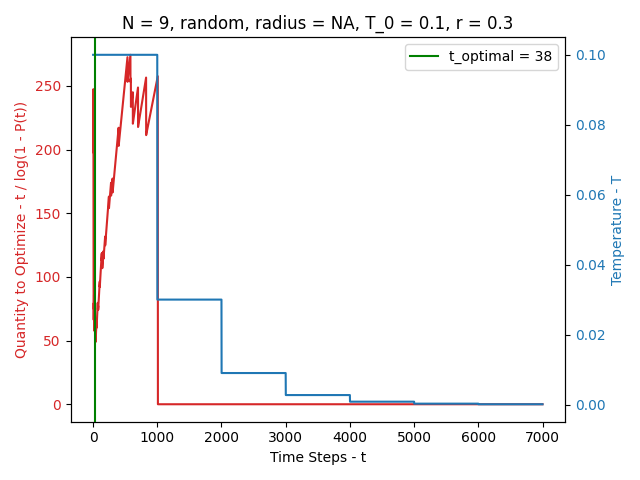 N = 9, random, radius = NA, T_0 = 0.1, r = 0.3
t_optimal = 38
Quantity to Optimize - t / log(1 - P(t))
250
200
150
100
50
0
0.10
0.08
0.06
0.04
0.02
0.00
Temperature - T
0 1000 2000 3000 4000 5000 6000 7000
Time Steps - t